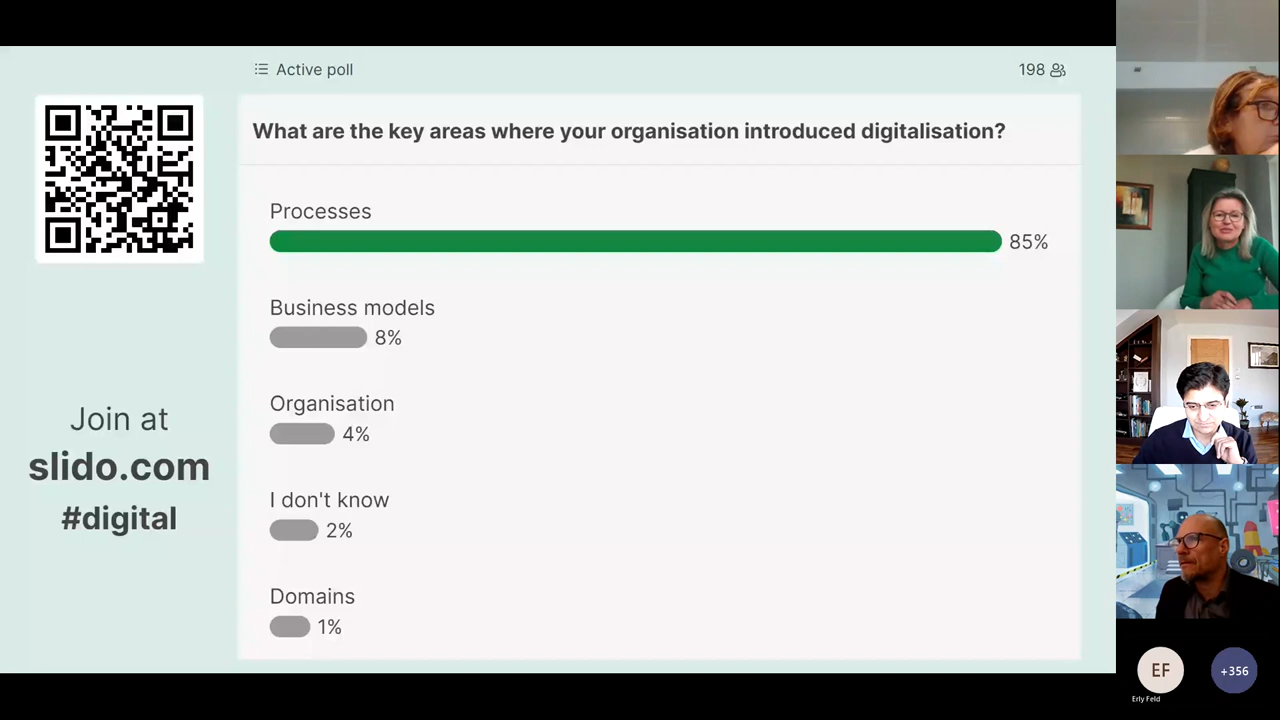 Active poll
198
What are the key areas where your organisation introduced digitalisation?
Processes
85%
Business models
8%
Organisation
4%
I don't know
2%
Domains
1%
Join at
slido.com
#digital
EF
Erly Feld
+356